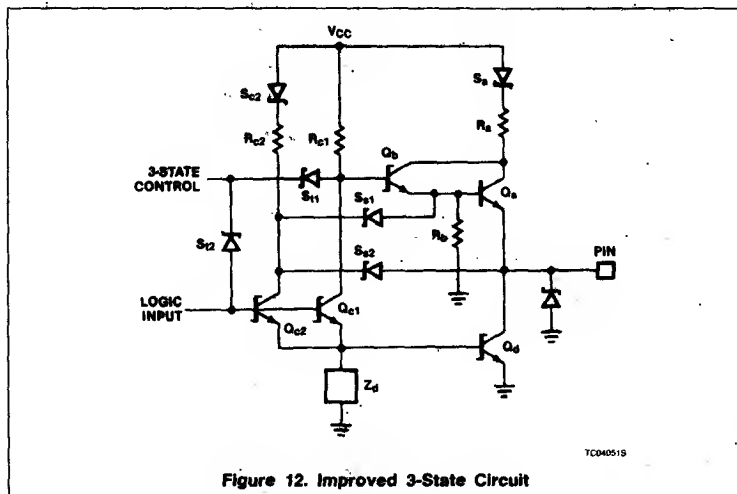 VCC
Sc2
Sa
Rc2
Rc1
Ra
Qb
3-STATE
CONTROL
St1
Ss1
Qa
St2
Rb
Ss2
PIN
LOGIC
INPUT
Qc2
Qc1
Qd
Zd
TC04051S
Figure 12. Improved 3-State Circuit